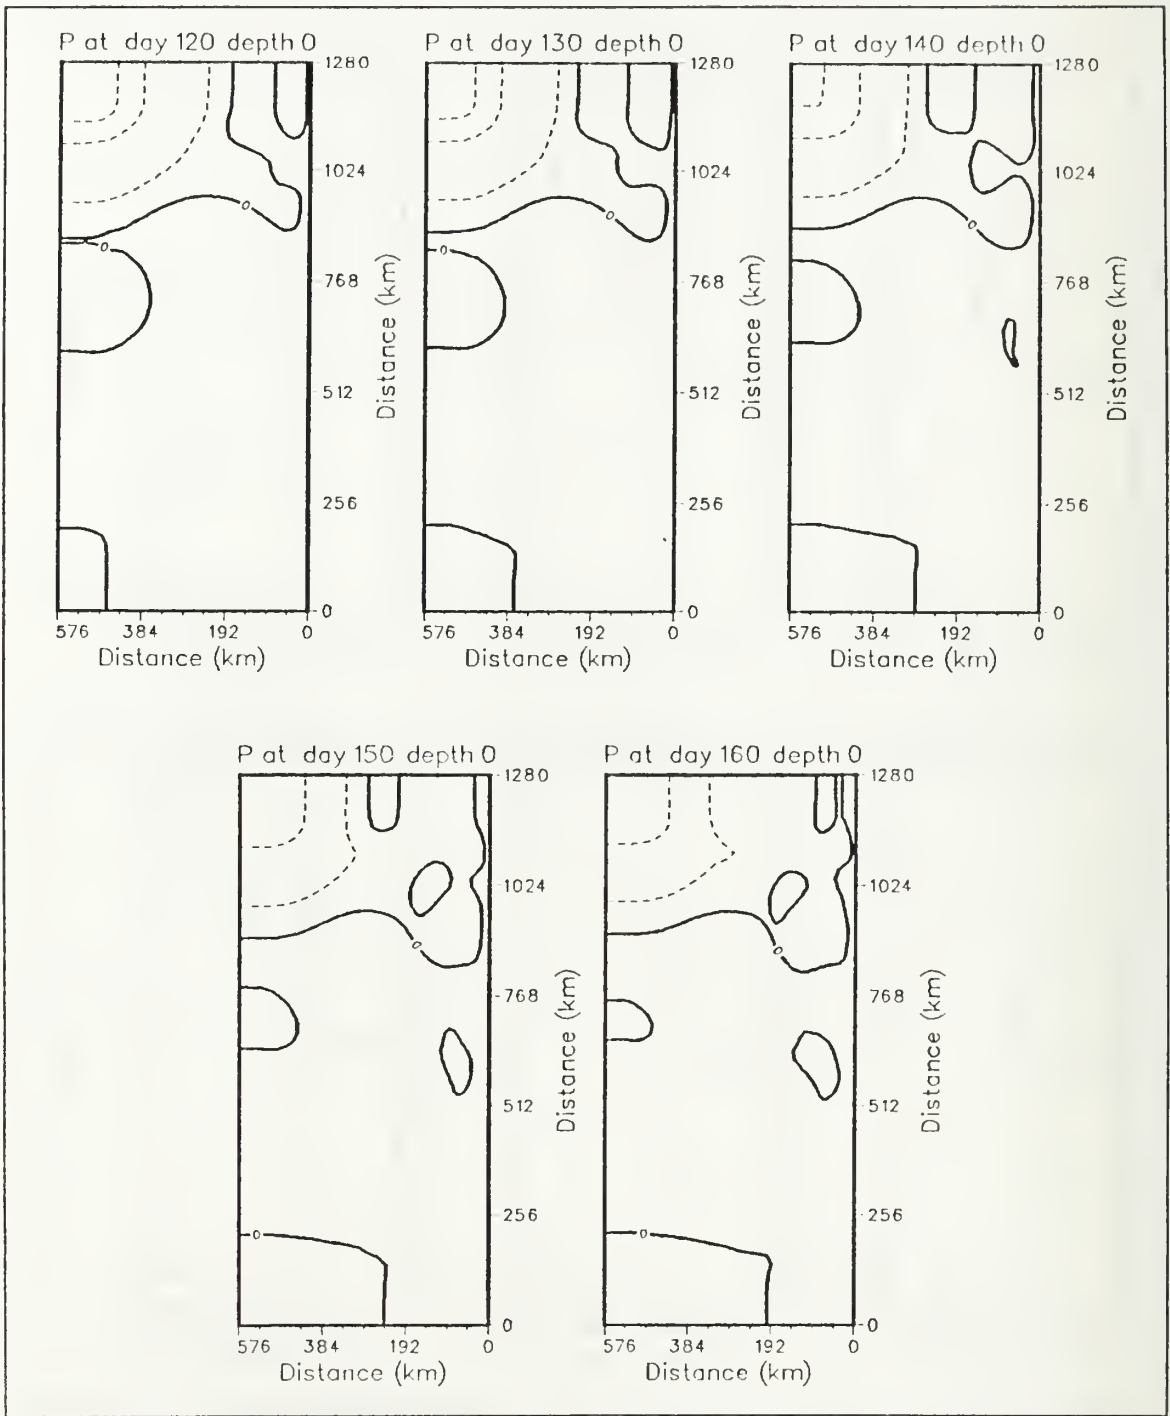 P at day 120 depth 0
1280
1024
768
512
256
0
0
0
576 384 192 0
Distance (km)
Distance (km)
P at day 130 depth 0
1280
1024
768
512
256
0
0
0
576 384 192 0
Distance (km)
Distance (km)
P at day 140 depth 0
1280
1024
768
512
256
0
0
576 384 192 0
Distance (km)
Distance (km)
P at day 150 depth 0
1280
1024
768
512
256
0
0
0
576 384 192 0
Distance (km)
Distance (km)
P at day 160 depth 0
1280
1024
768
512
256
0
0
0
576 384 192 0
Distance (km)
Distance (km)